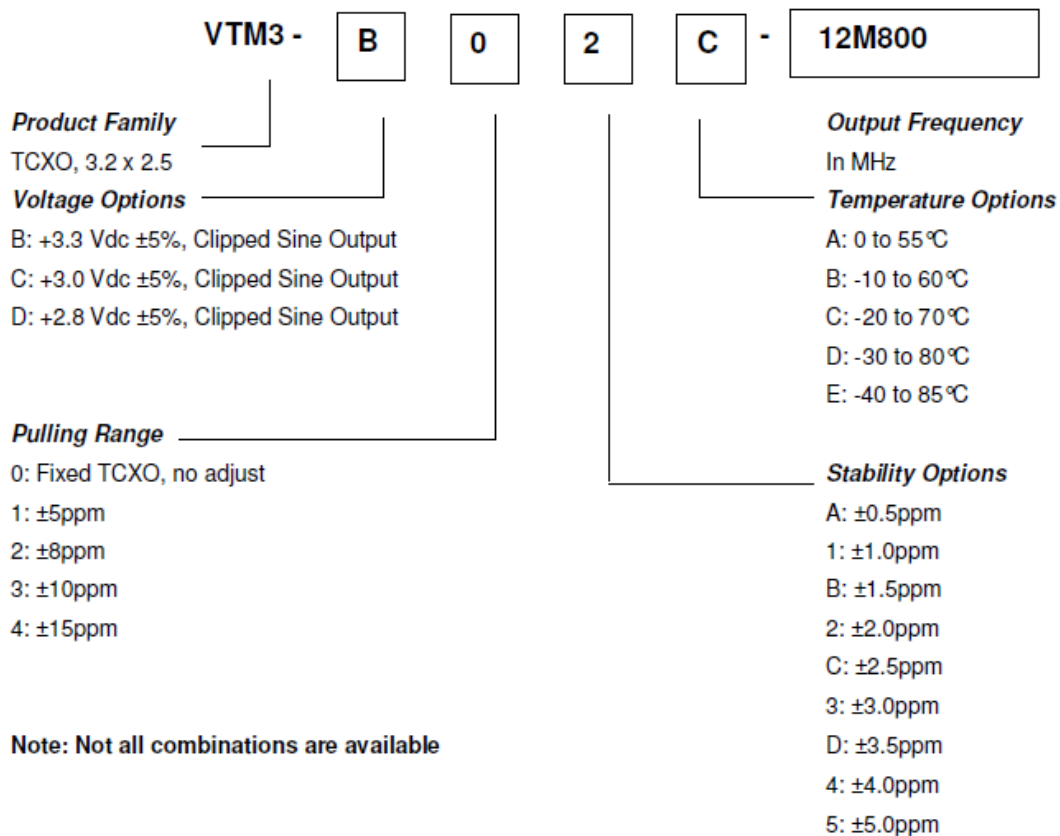 VTM3 - B 0 2 C - 12M800
Product Family
TCXO, 3.2 x 2.5
Voltage Options
B: +3.3 Vdc ±5%, Clipped Sine Output
C: +3.0 Vdc ±5%, Clipped Sine Output
D: +2.8 Vdc ±5%, Clipped Sine Output
Pulling Range
0: Fixed TCXO, no adjust
1: ±5ppm
2: ±8ppm
3: ±10ppm
4: ±15ppm
Note: Not all combinations are available
Output Frequency
In MHz
Temperature Options
A: 0 to 55°C
B: -10 to 60°C
C: -20 to 70°C
D: -30 to 80°C
E: -40 to 85°C
Stability Options
A: ±0.5ppm
1: ±1.0ppm
B: ±1.5ppm
2: ±2.0ppm
C: ±2.5ppm
3: ±3.0ppm
D: ±3.5ppm
4: ±4.0ppm
5: ±5.0ppm